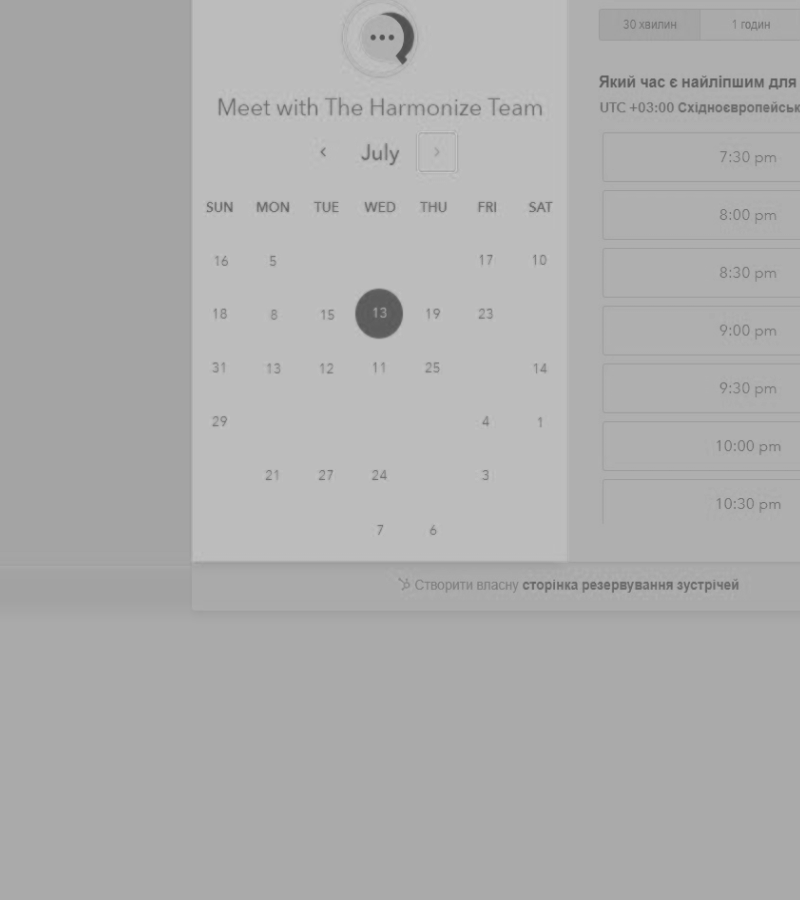 30 хвилин 1 годин
Meet with The Harmonize Team
Який час є найліпшим для
UTC +03:00 Східноєвропейськ
‹ July ›
SUN MON TUE WED THU FRI SAT
16 5 17 10
18 8 15 13 19 23
31 13 12 11 25 14
29 4 1
21 27 24 3
7 6
7:30 pm
8:00 pm
8:30 pm
9:00 pm
9:30 pm
10:00 pm
10:30 pm
Створити власну сторінка резервування зустрічей